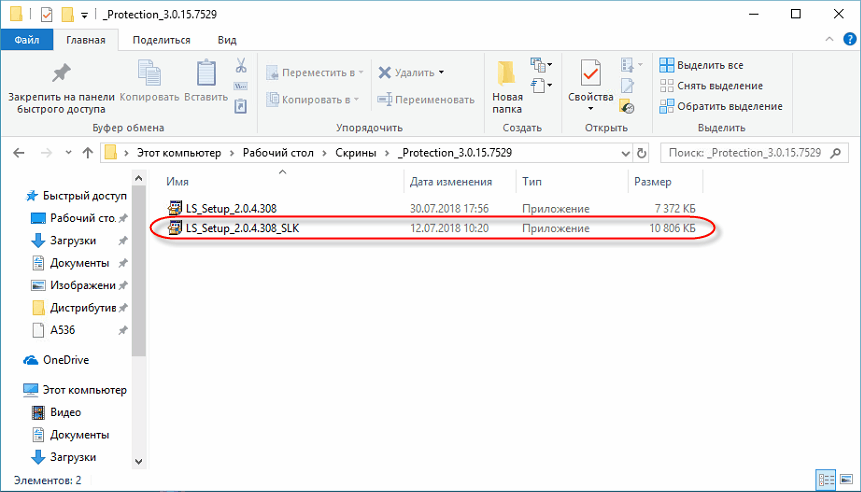 _Protection_3.0.15.7529
Файл Главная Поделиться Вид
Закрепить на панели быстрого доступа
Копировать
Вставить
Буфер обмена
Переместить в
Копировать в
Удалить
Переименовать
Упорядочить
Новая папка
Создать
Свойства
Открыть
Выделить все
Снять выделение
Обратить выделение
Выделить
Этот компьютер Рабочий стол Скрины _Protection_3.0.15.7529
Поиск: _Protection_3.0.15.7529
Быстрый доступ
Рабочий сто.
Загрузки
Документы
Изображени
Дистрибутив
A536
OneDrive
Этот компьютер
Видео
Документы
Загрузки
Имя Дата изменения Тип Размер
LS_Setup_2.0.4.308 30.07.2018 17:56 Приложение 7 372 КБ
LS_Setup_2.0.4.308_SLK 12.07.2018 10:20 Приложение 10 806 КБ
Элементов: 2